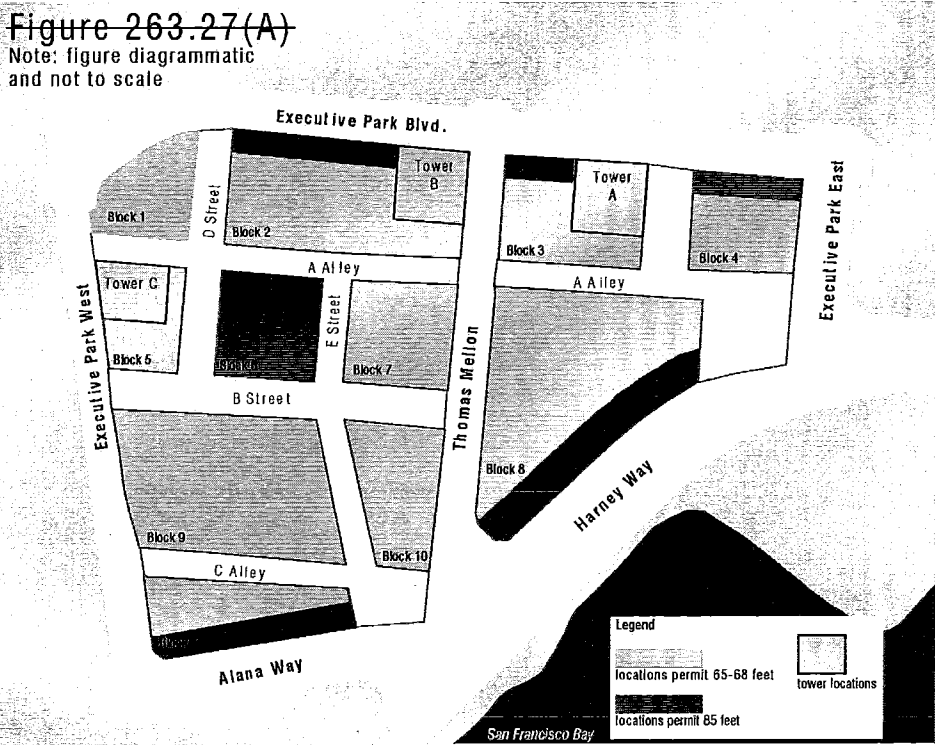 Figure 263.27(A)
Note: figure diagrammatic
and not to scale
Executive Park Blvd.
Tower
B
Tower
A
Block 1
D Street
Block 2
Block 3
Block 4
Executive Park East
A Alley
A Alley
Tower C
Executive Park West
Block 5
E Street
Block 7
Thomas Mellon
B Street
Block 8
Harney Way
Block 9
Block 10
C Alley
Alana Way
Legend
locations permit 65-68 feet
locations permit 85 feet
tower locations
San Francisco Bay